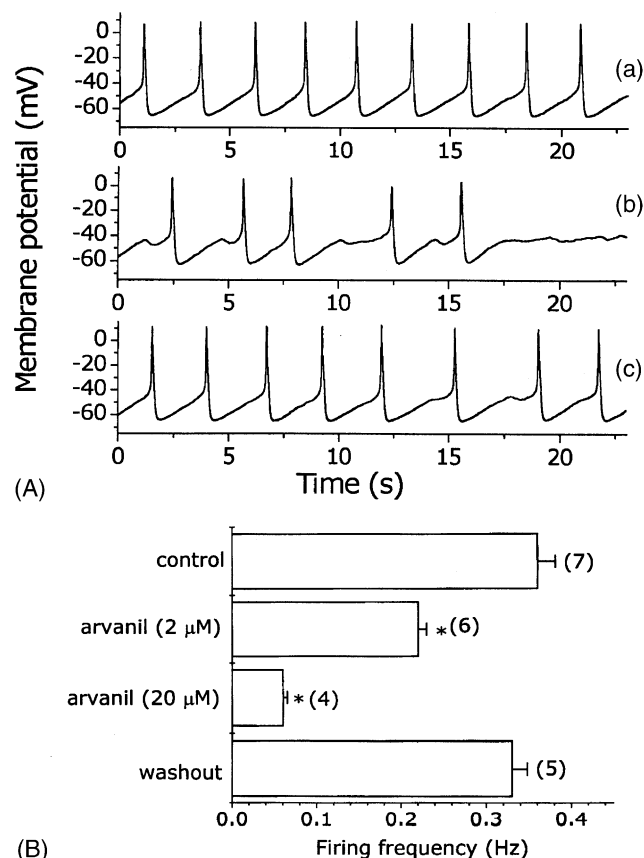 Membrane potential (mV)
0
-20
-40
-60
0 5 10 15 20
(a)
0
-20
-40
-60
0 5 10 15 20
(b)
0
-20
-40
-60
0 5 10 15 20
(c)
Time (s)
(A)
control
(7)
arvanil (2 µM)
*(6)
arvanil (20 µM)
*(4)
washout
(5)
0.0 0.1 0.2 0.3 0.4
Firing frequency (Hz)
(B)